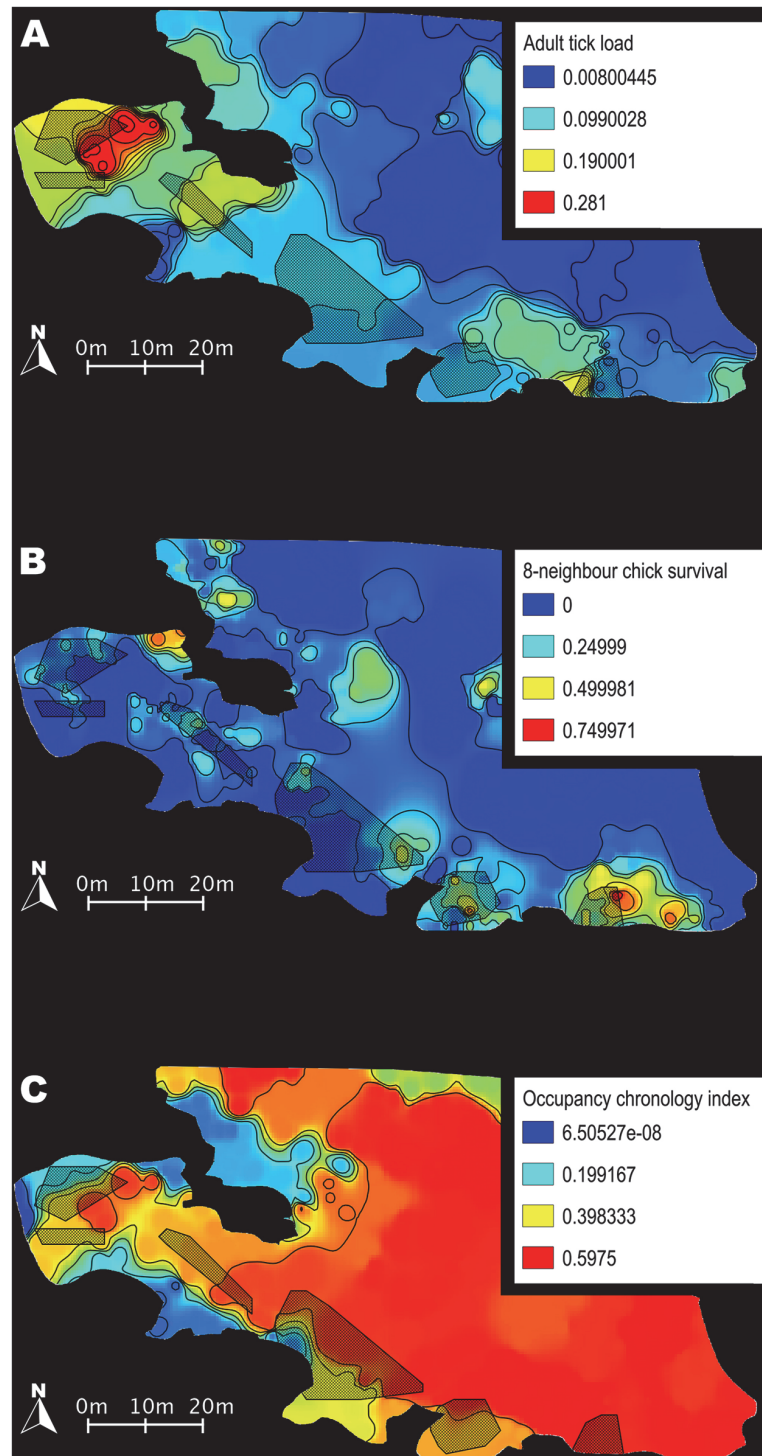 A
Adult tick load
0.00800445
0.0990028
0.190001
0.281
N
0m 10m 20m
B
8-neighbour chick survival
0
0.24999
0.499981
0.749971
N
0m 10m 20m
C
Occupancy chronology index
6.50527e-08
0.199167
0.398333
0.5975
N
0m 10m 20m